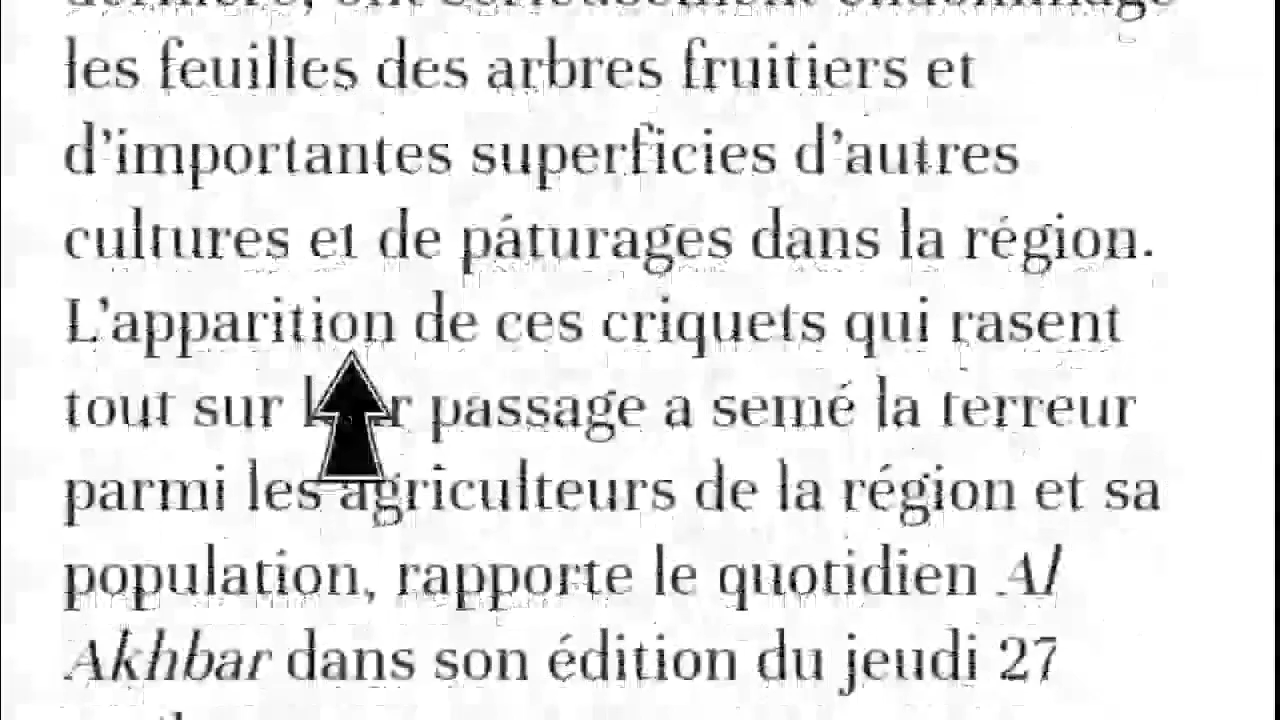 endommagé
les feuilles des arbres fruitiers et
d'importantes superficies d'autres
cultures et de pâturages dans la région.
L'apparition de ces criquets qui rasent
tout sur passage a semé la terreur
parmi les agriculteurs de la région et sa
population, rapporte le quotidien Al
Akhbar dans son édition du jeudi 27